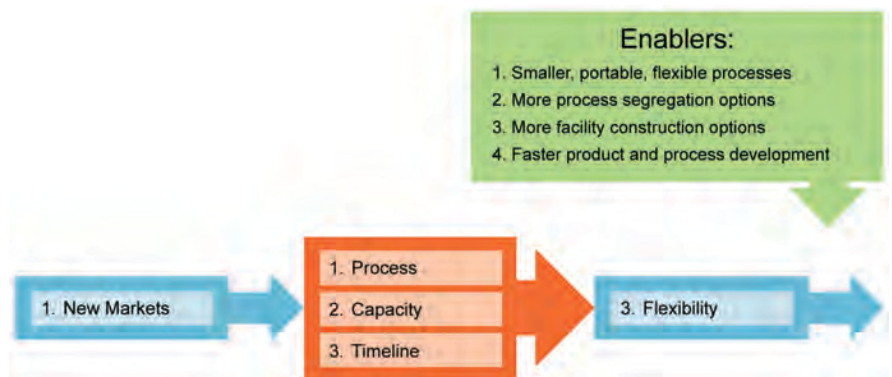 Enablers:
1. Smaller, portable, flexible processes
2. More process segregation options
3. More facility construction options
4. Faster product and process development
1. New Markets
1. Process
2. Capacity
3. Timeline
3. Flexibility